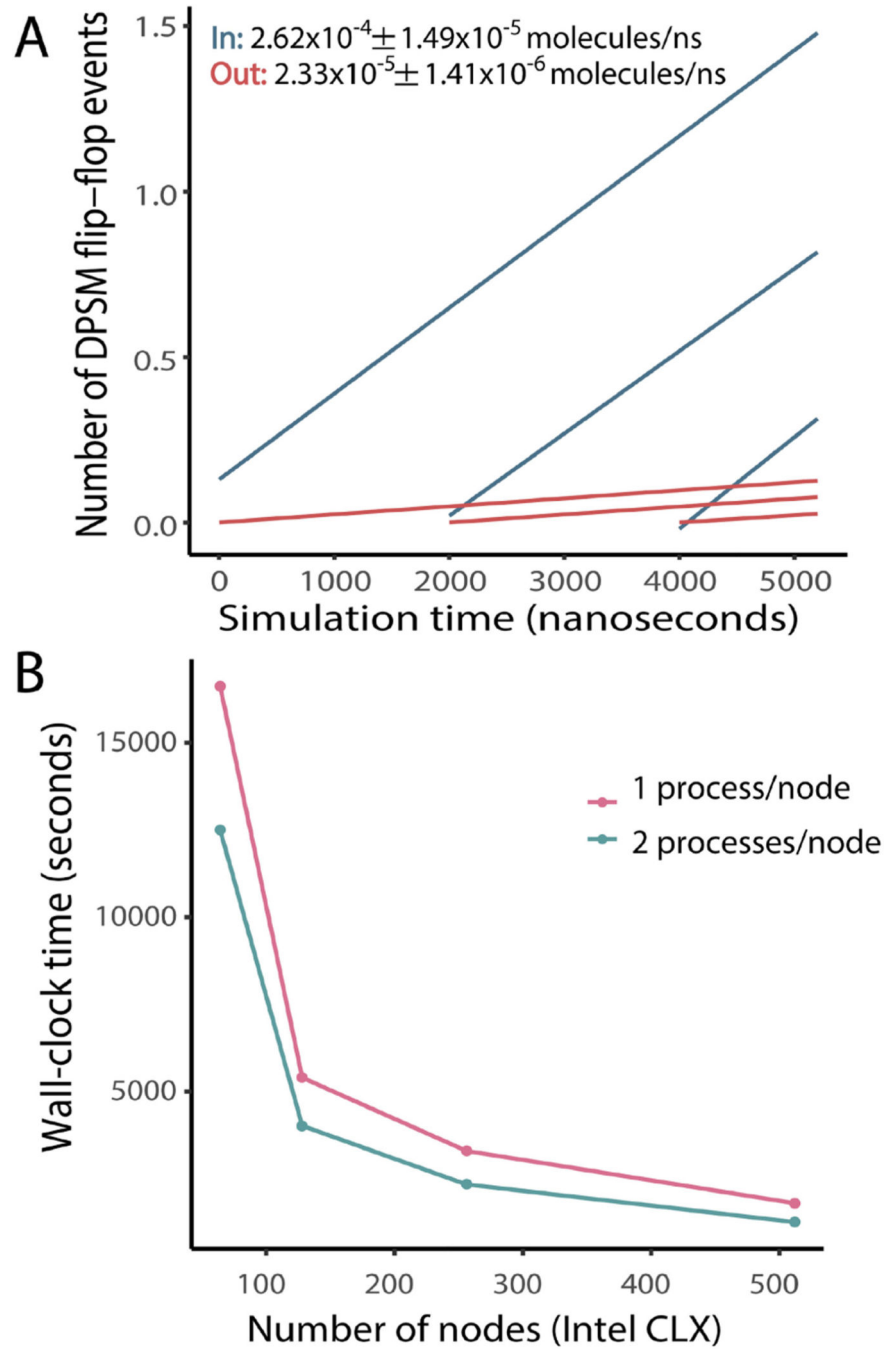 A
In: 2.62x10⁻⁴± 1.49x10⁻⁵ molecules/ns
Out: 2.33x10⁻⁵± 1.41x10⁻⁶ molecules/ns
Number of DPSM flip–flop events
1.5
1.0
0.5
0.0
0 1000 2000 3000 4000 5000
Simulation time (nanoseconds)
B
Wall-clock time (seconds)
15000
10000
5000
1 process/node
2 processes/node
100 200 300 400 500
Number of nodes (Intel CLX)